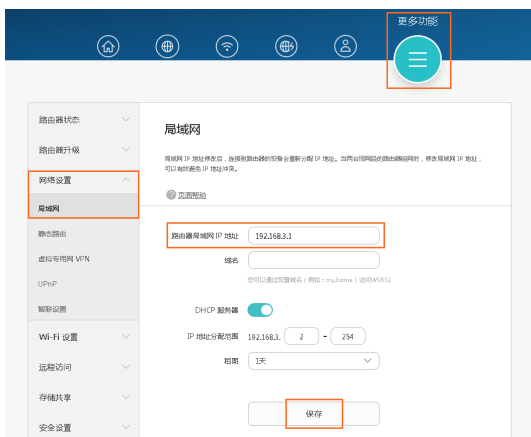 更多功能
路由器状态
路由器升级
网络设置
局域网
静态路由
虚拟专用网 VPN
UPnP
智联设置
Wi-Fi 设置
远程访问
存储共享
安全设置
局域网
局域网 IP 地址修改后，连接到路由器的设备会重新分配 IP 地址。当两台同网段的路由器组网时，修改局域网 IP 地址，
可以有效避免 IP 地址冲突。
页面帮助
路由器局域网 IP 地址 192.168.3.1
域名
您可以通过设置域名（例如：my.home）访问WS832
DHCP 服务器
IP 地址分配范围 192.168.3. 2 - 254
租期 1天
保存